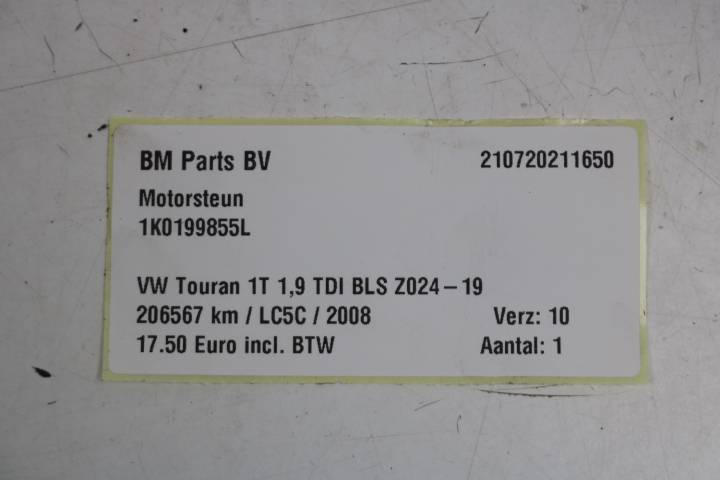 BM Parts BV 210720211650
Motorsteun
1K0199855L
VW Touran 1T 1,9 TDI BLS Z024-19
206567 km / LC5C / 2008 Verz: 10
17.50 Euro incl. BTW Aantal: 1